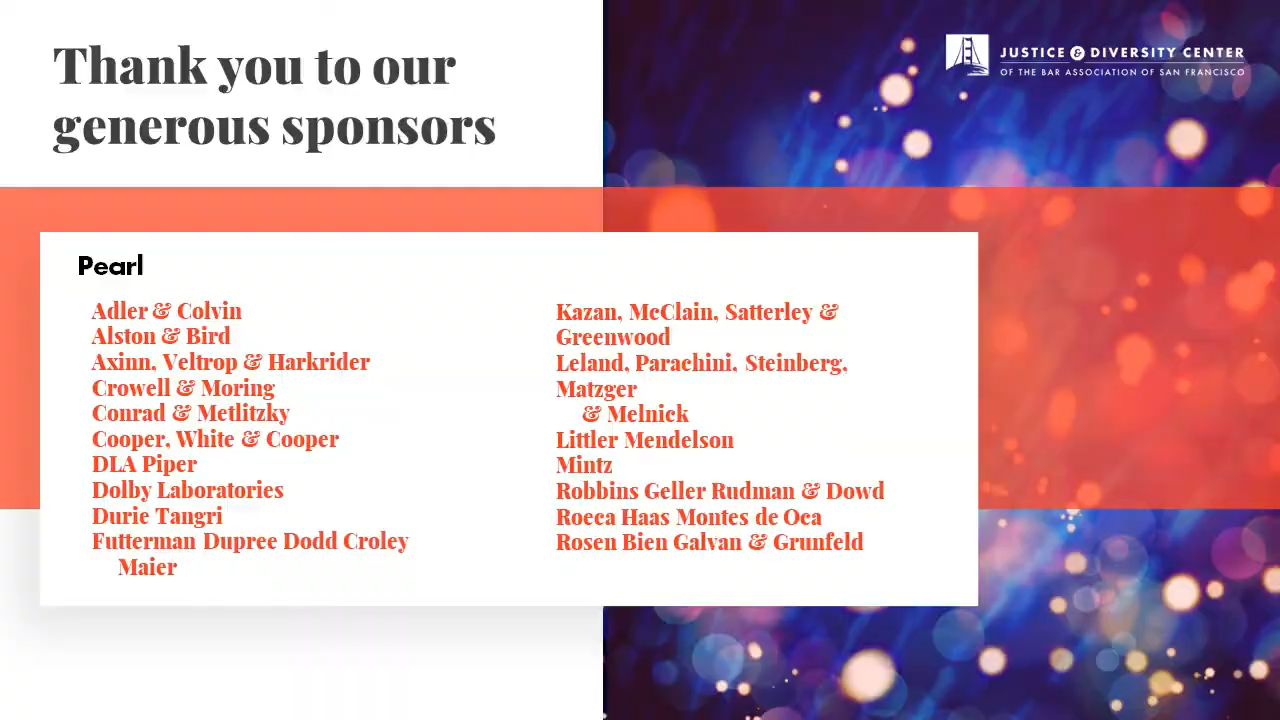 Thank you to our
generous sponsors
JUSTICE & DIVERSITY CENTER
OF THE BAR ASSOCIATION OF SAN FRANCISCO
Pearl
Adler & Colvin
Alston & Bird
Axinn, Veltrop & Harkrider
Crowell & Moring
Conrad & Metlitzky
Cooper, White & Cooper
DLA Piper
Dolby Laboratories
Durie Tangri
Futterman Dupree Dodd Croley
Maier
Kazan, McClain, Satterley &
Greenwood
Leland, Parachini, Steinberg,
Matzger
& Melnick
Littler Mendelson
Mintz
Robbins Geller Rudman & Dowd
Roeca Haas Montes de Oca
Rosen Bien Galvan & Grunfeld